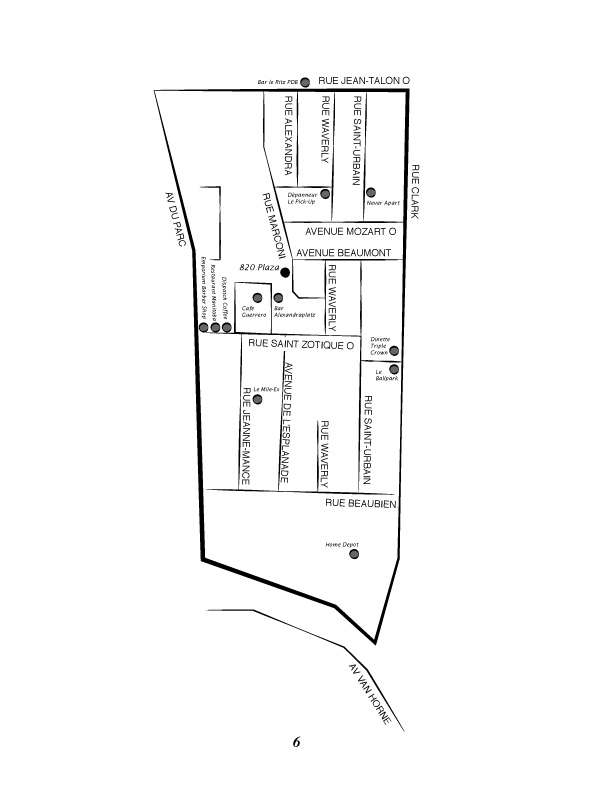 Bar le Ritz PDB
RUE JEAN-TALON O
RUE ALEXANDRA
RUE WAVERLY
RUE SAINT-URBAIN
RUE CLARK
AV DU PARC
RUE MARCONI
Dépanneur
Le Pick-Up
Never Apart
AVENUE MOZART O
AVENUE BEAUMONT
820 Plaza
Emporium Barber Shop
Restaurant Manitoba
Dispatch Coffee
RUE WAVERLY
Café
Guerrero
Bar
Alexandraplatz
RUE SAINT ZOTIQUE O
Dinette
Triple
Crown
Le
Ballpark
Le Mile-Ex
RUE JEANNE-MANCE
AVENUE DE L'ESPLANADE
RUE WAVERLY
RUE SAINT-URBAIN
RUE BEAUBIEN
Home Depot
AV VAN HORNE
6